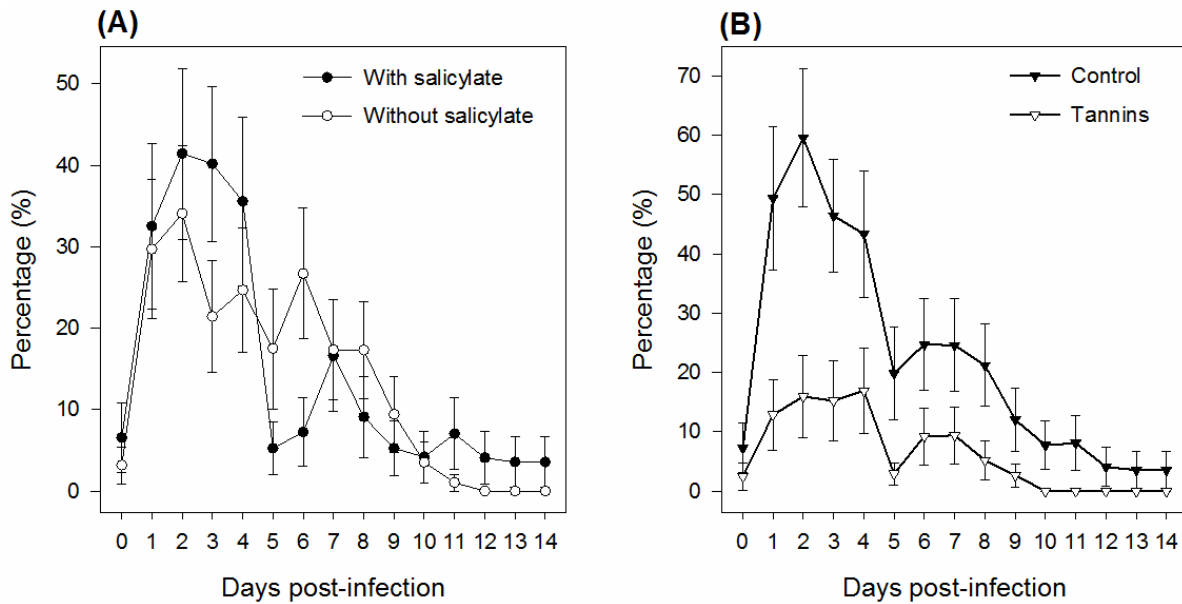 (A)
With salicylate
Without salicylate
Percentage (%)
50
40
30
20
10
0
0 1 2 3 4 5 6 7 8 9 10 11 12 13 14
Days post-infection
(B)
Control
Tannins
Percentage (%)
70
60
50
40
30
20
10
0
0 1 2 3 4 5 6 7 8 9 10 11 12 13 14
Days post-infection